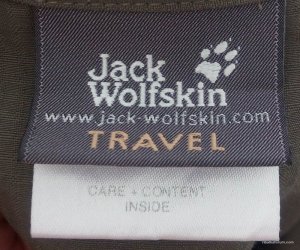 Jack
Wolfskin
www.jack-wolfskin.com
TRAVEL
CARE + CONTENT
INSIDE